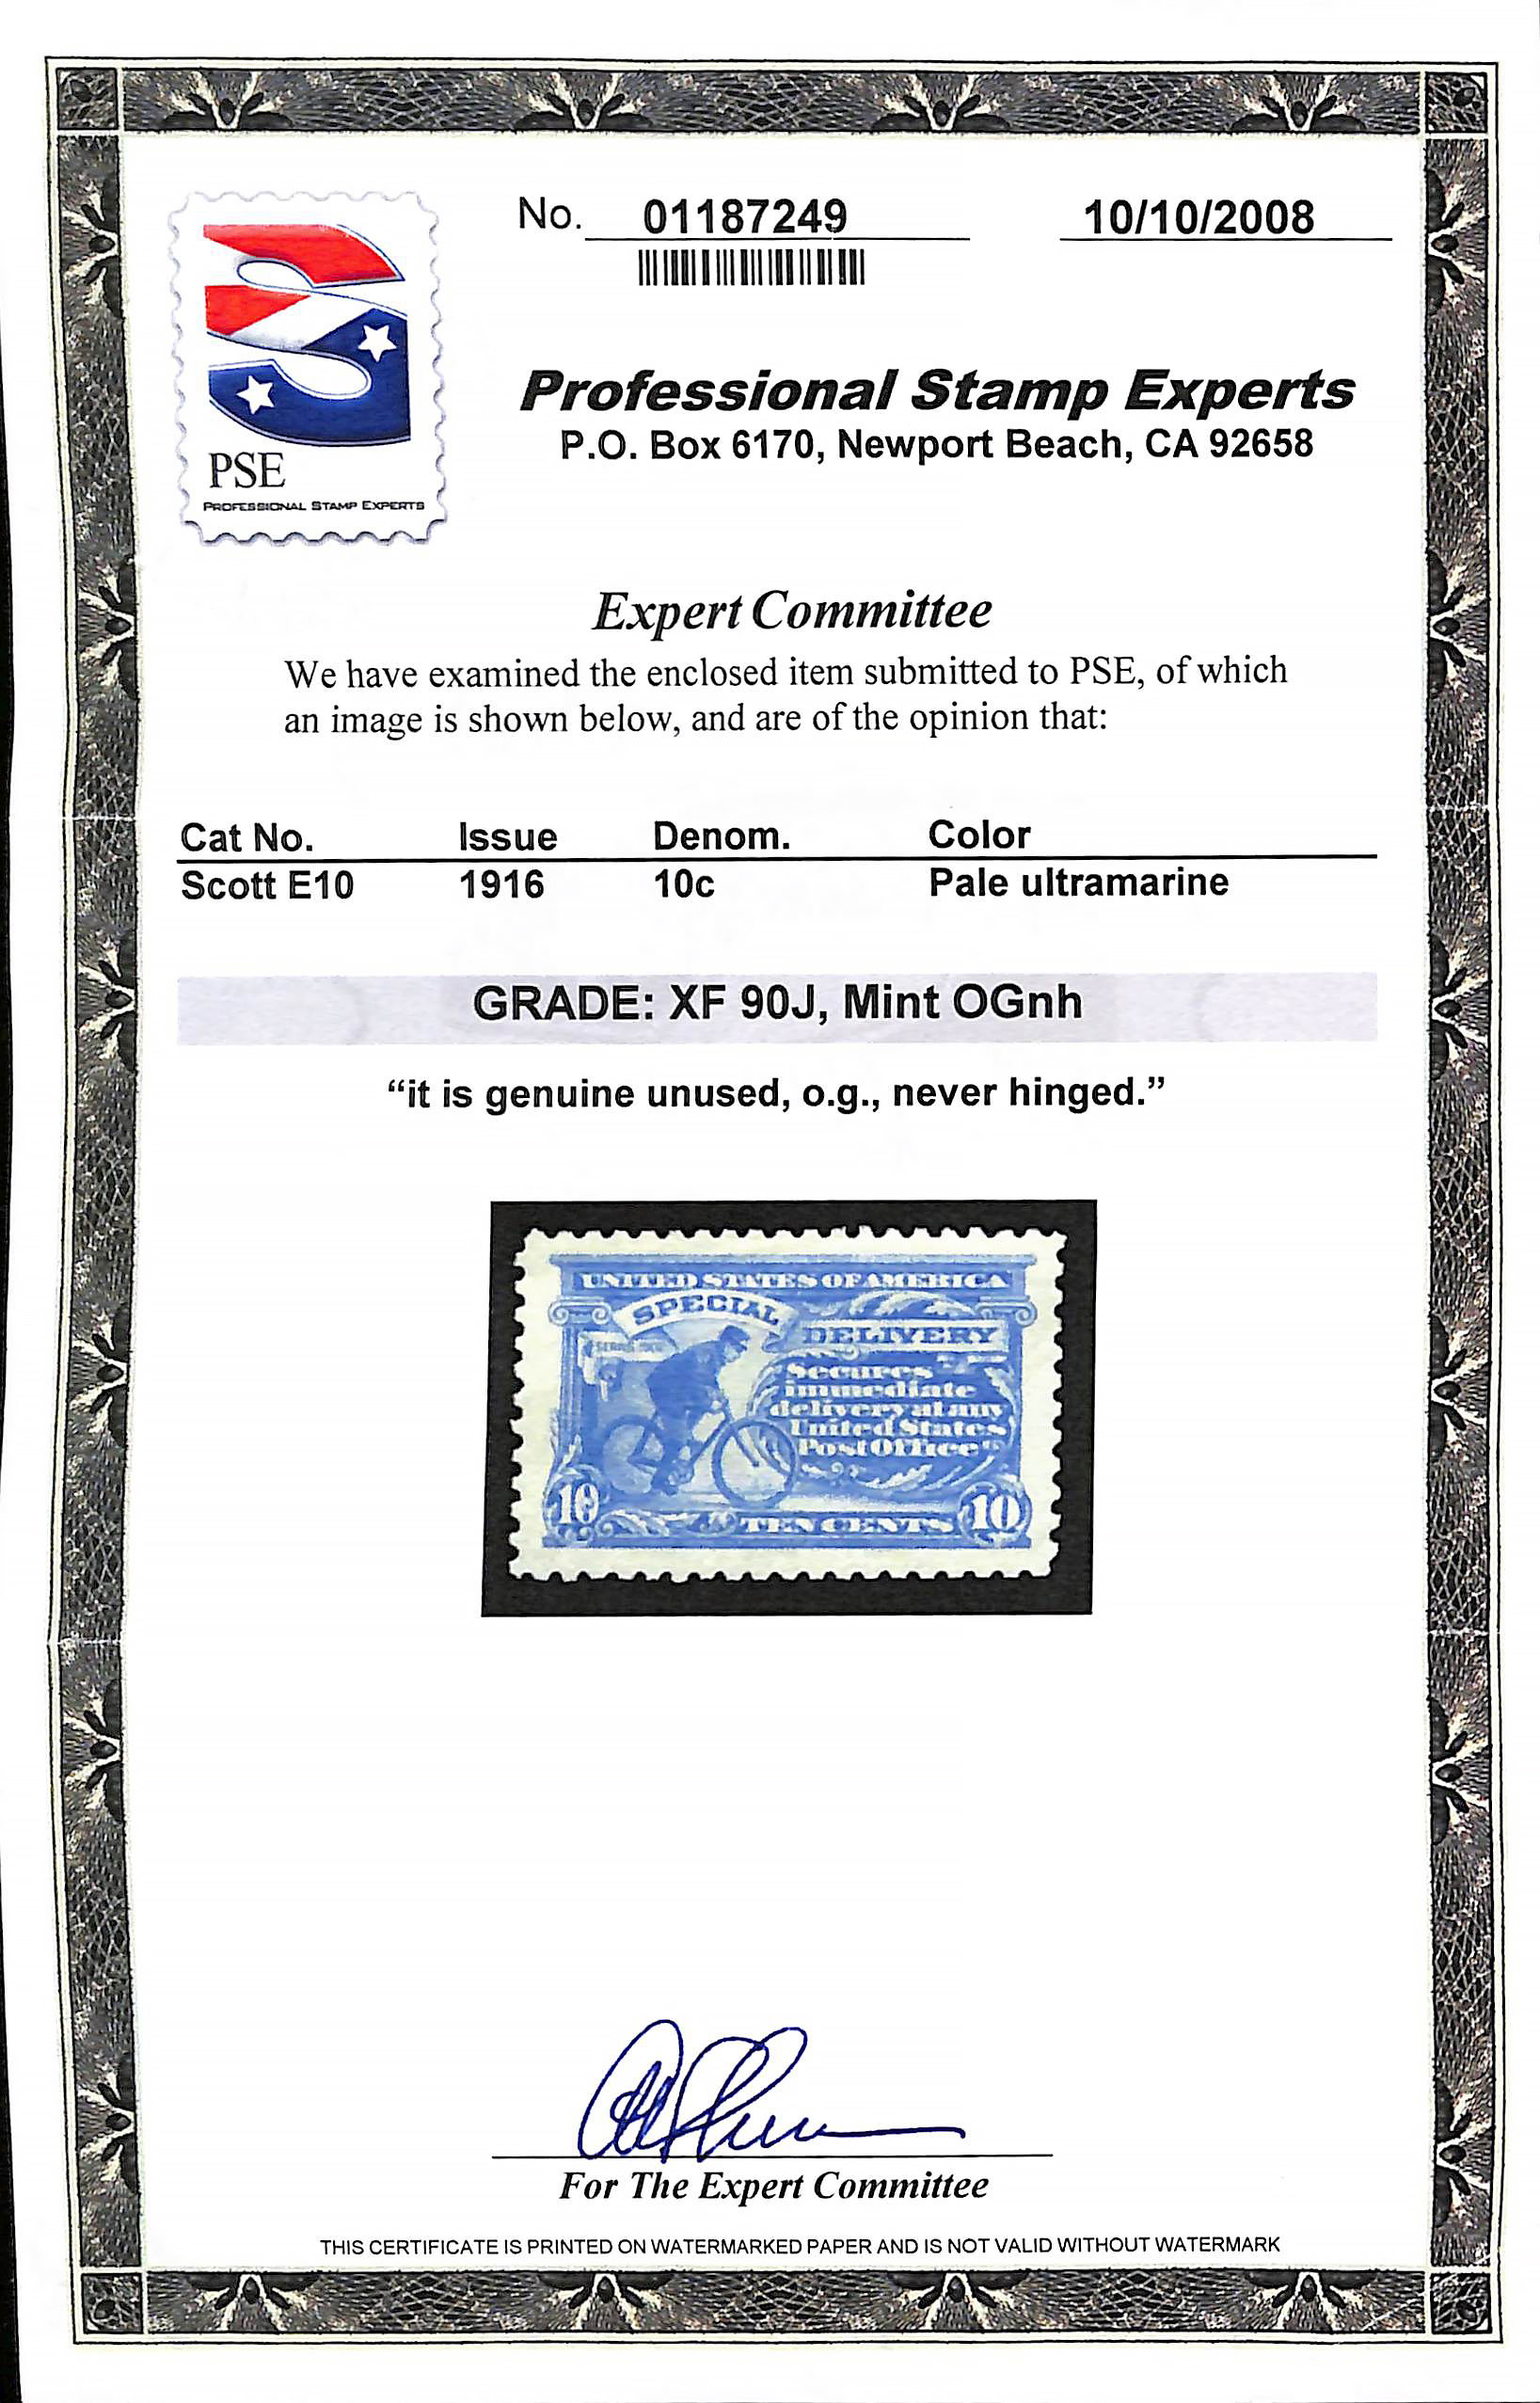 No. 01187249 10/10/2008
PSE
PROFESSIONAL STAMP EXPERTS
Professional Stamp Experts
P.O. Box 6170, Newport Beach, CA 92658
Expert Committee
We have examined the enclosed item submitted to PSE, of which
an image is shown below, and are of the opinion that:
Cat No. Issue Denom. Color
Scott E10 1916 10c Pale ultramarine
GRADE: XF 90J, Mint OGnh
“it is genuine unused, o.g., never hinged.”
UNITED STATES OF AMERICA
SPECIAL
DELIVERY
Secures
immediate
delivery at any
United States
Post Office
10 TEN CENTS 10
For The Expert Committee
THIS CERTIFICATE IS PRINTED ON WATERMARKED PAPER AND IS NOT VALID WITHOUT WATERMARK